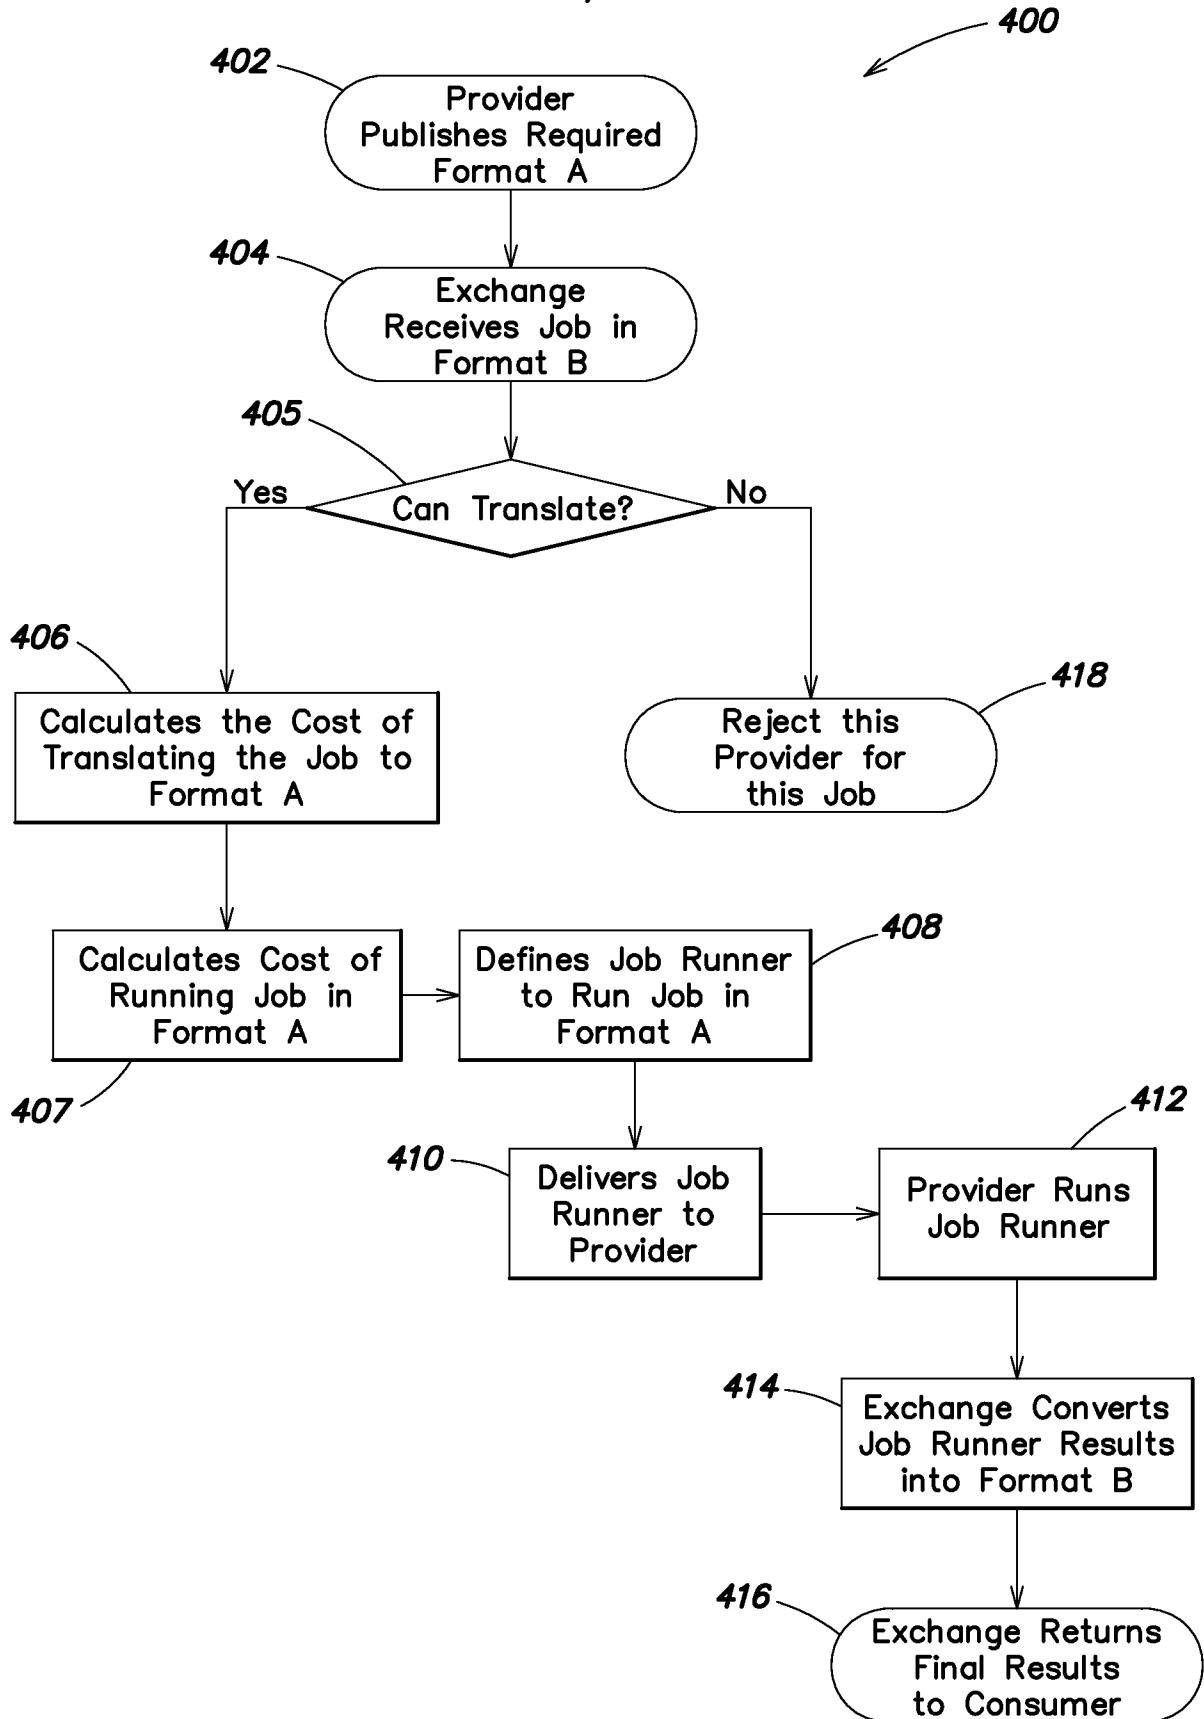 400
402
Provider
Publishes Required
Format A
404
Exchange
Receives Job in
Format B
405
Yes
Can Translate?
No
406
Calculates the Cost of
Translating the Job to
Format A
418
Reject this
Provider for
this Job
Calculates Cost of
Running Job in
Format A
407
408
Defines Job Runner
to Run Job in
Format A
410
Delivers Job
Runner to
Provider
412
Provider Runs
Job Runner
414
Exchange Converts
Job Runner Results
into Format B
416
Exchange Returns
Final Results
to Consumer